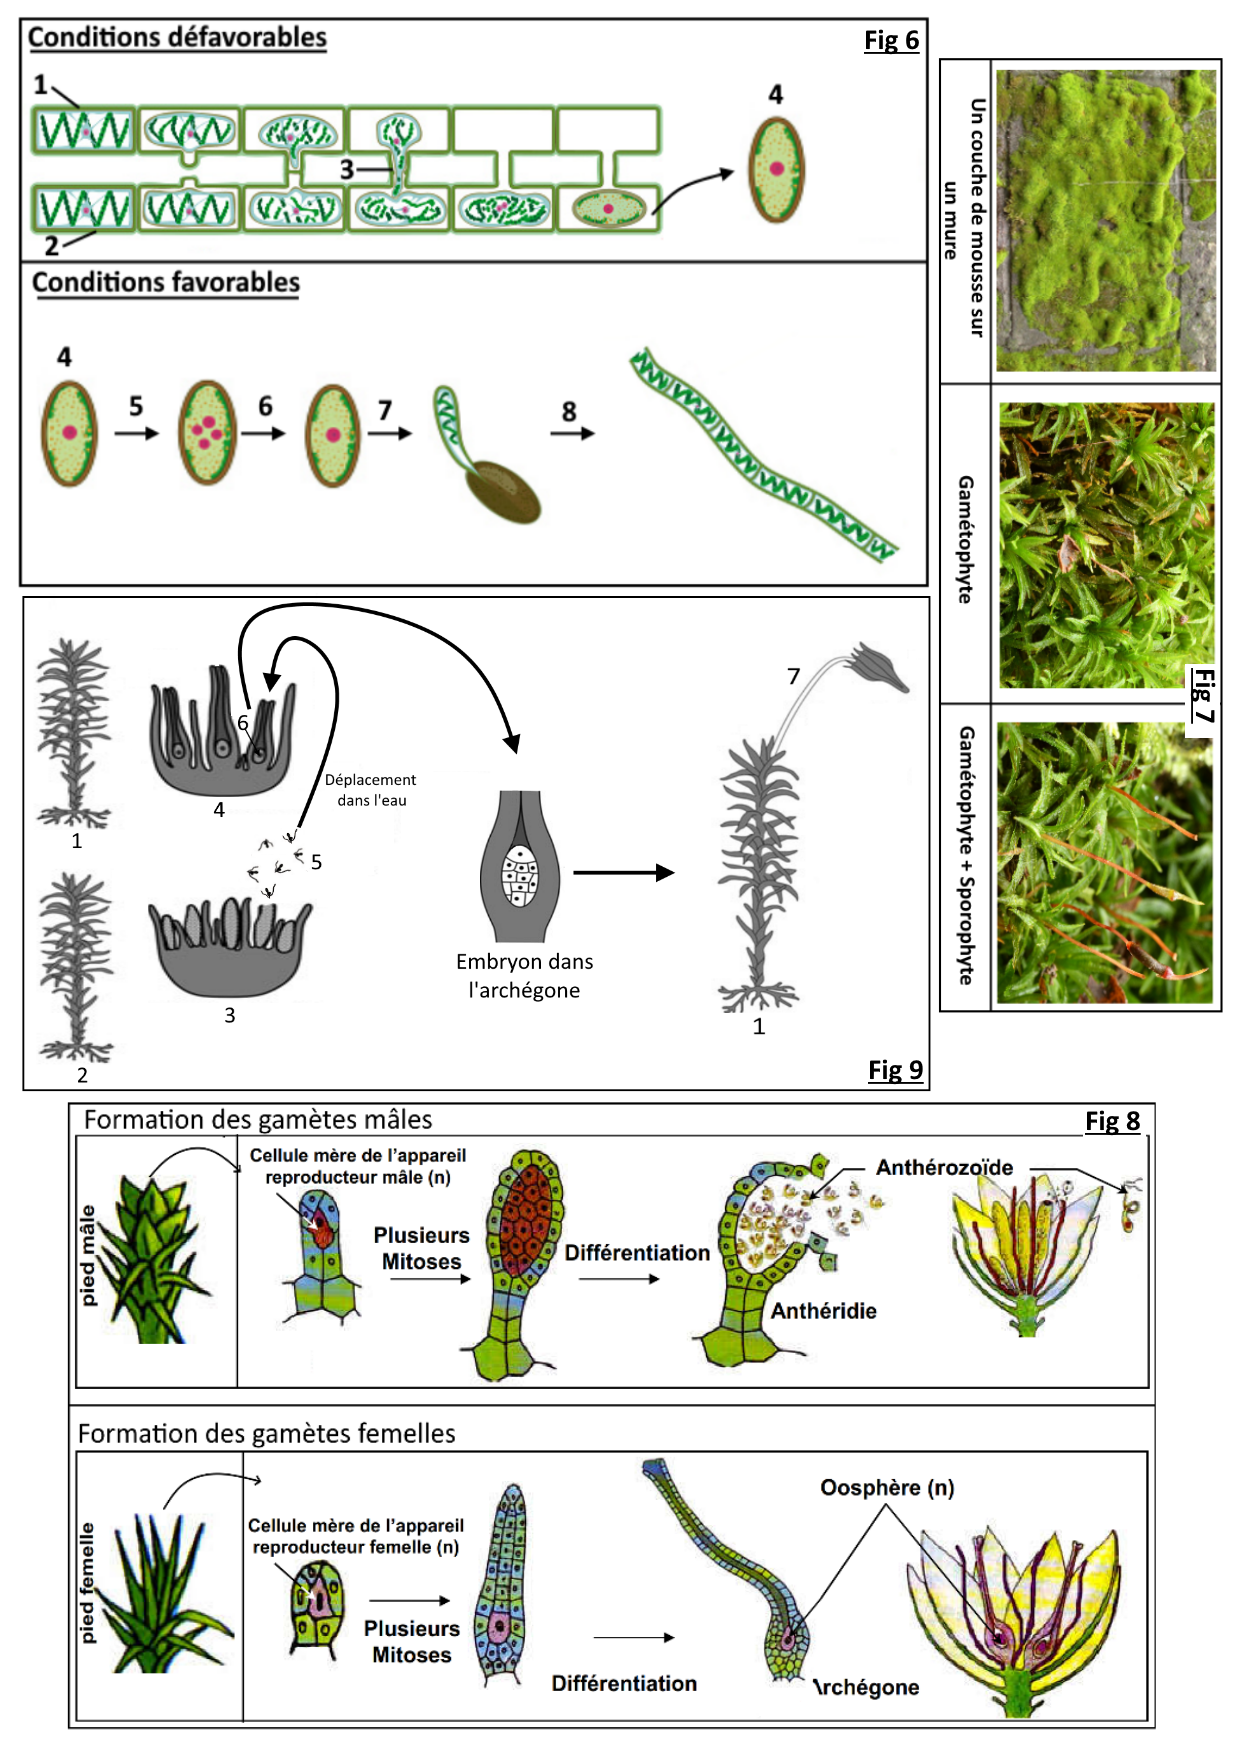 Conditions défavorables
Fig 6
1
2
3
4
Conditions favorables
4
5
6
7
8
Un couche de mousse sur
un mure
Gamétophyte
Gamétophyte + Sporophyte
Fig 7
1
2
3
4
5
6
Déplacement
dans l'eau
Embryon dans
l'archégone
7
1
Fig 9
Formation des gamètes mâles
Fig 8
pied mâle
Cellule mère de l'appareil
reproducteur mâle (n)
Plusieurs
Mitoses
Différentiation
Anthérozoïde
Anthéridie
Formation des gamètes femelles
pied femelle
Cellule mère de l'appareil
reproducteur femelle (n)
Plusieurs
Mitoses
Différentiation
Oosphère (n)
Archégone